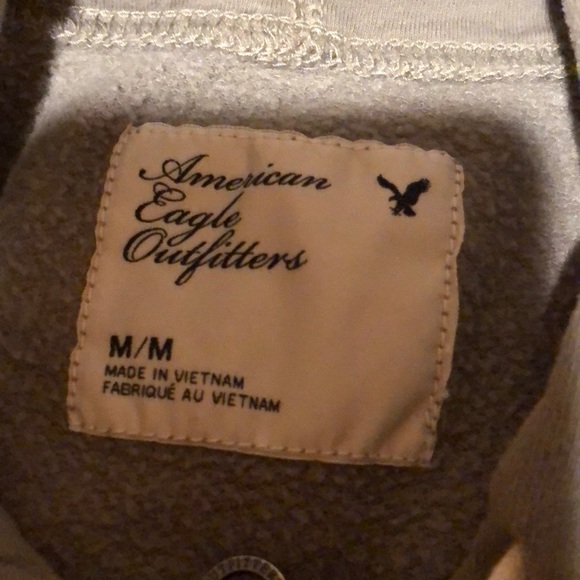 American
Eagle
Outfitters
M/M
MADE IN VIETNAM
FABRIQUÉ AU VIETNAM